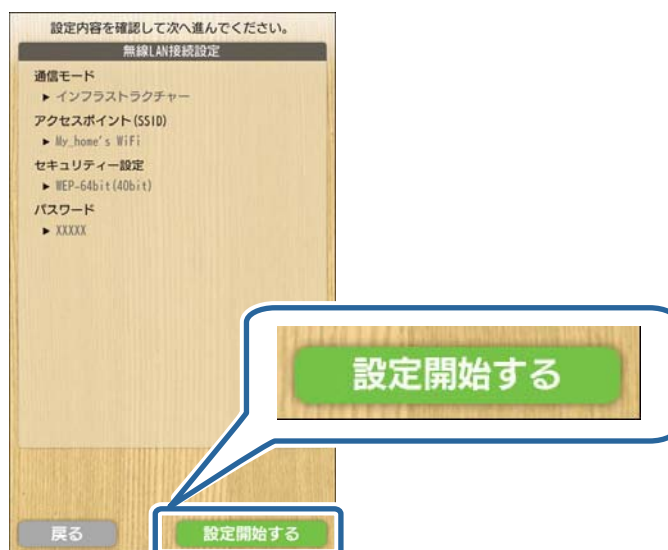 設定内容を確認して次へ進んでください。
無線LAN接続設定
通信モード
▶ インフラストラクチャー
アクセスポイント(SSID)
▶ My_home's WiFi
セキュリティー設定
▶ WEP-64bit(40bit)
パスワード
▶ XXXXX
設定開始する
戻る
設定開始する